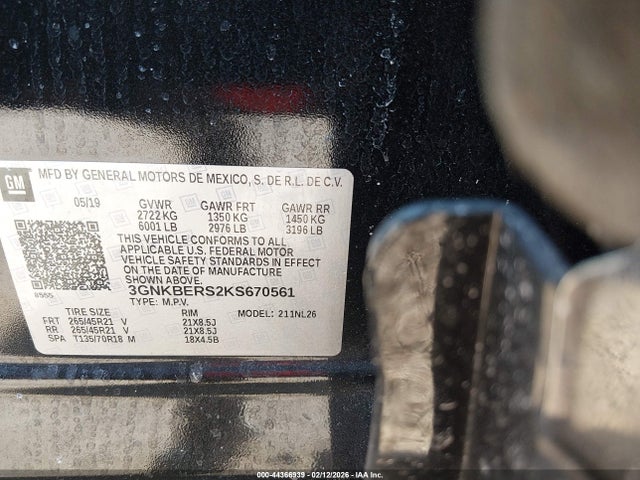 GM MFD BY GENERAL MOTORS DE MEXICO, S. DE R.L. DE C.V.
05/19 GVWR GAWR FRT GAWR RR
2722 KG 1350 KG 1450 KG
6001 LB 2976 LB 3196 LB
THIS VEHICLE CONFORMS TO ALL
APPLICABLE U.S. FEDERAL MOTOR
VEHICLE SAFETY STANDARDS IN EFFECT
ON THE DATE OF MANUFACTURE
SHOWN ABOVE.
3GNKBERS2KS670561
TYPE: M.P.V.
TIRE SIZE RIM MODEL: 211NL26
FRT 265/45R21 V 21X8.5J
RR 265/45R21 V 21X8.5J
SPA T135/70R18 M 18X4.5B
000-44366939 - 02/12/2026 - IAA Inc.